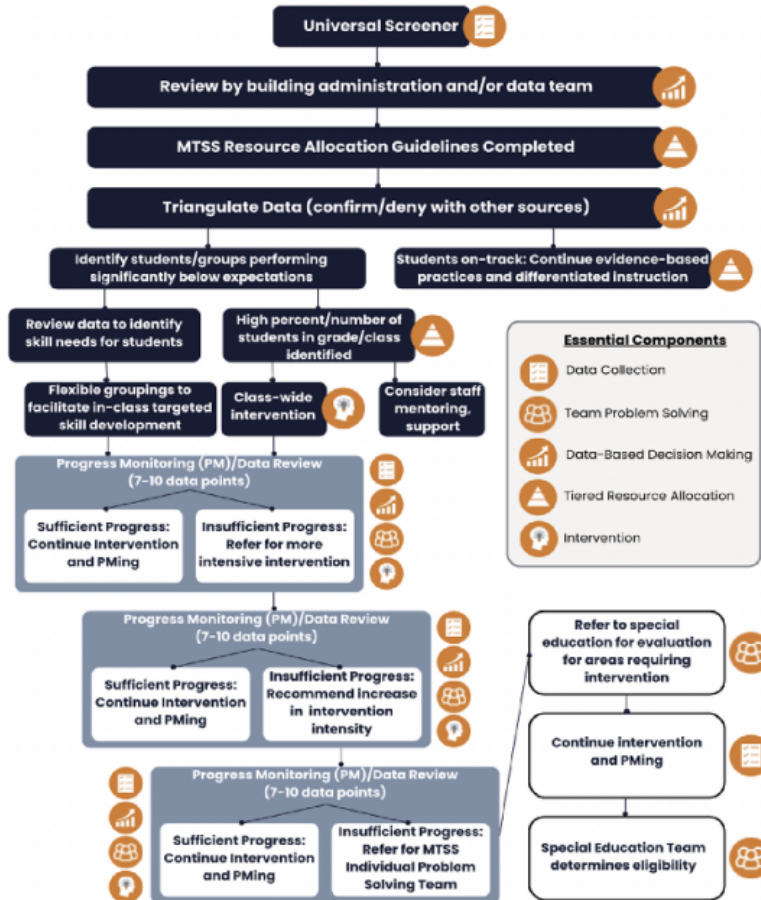 Universal Screener
Review by building administration and/or data team
MTSS Resource Allocation Guidelines Completed
Triangulate Data (confirm/deny with other sources)
Identify students/groups performing
significantly below expectations
Students on-track: Continue evidence-based
practices and differentiated instruction
Review data to identify
skill needs for students
High percent/number of
students in grade/class
identified
Flexible groupings to
facilitate in-class targeted
skill development
Class-wide
intervention
Consider staff
mentoring,
support
Essential Components
Data Collection
Team Problem Solving
Data-Based Decision Making
Tiered Resource Allocation
Intervention
Progress Monitoring (PM)/Data Review
(7-10 data points)
Sufficient Progress:
Continue Intervention
and PMing
Insufficient Progress:
Refer for more
intensive intervention
Progress Monitoring (PM)/Data Review
(7-10 data points)
Sufficient Progress:
Continue Intervention
and PMing
Insufficient Progress:
Recommend increase
in intervention
intensity
Progress Monitoring (PM)/Data Review
(7-10 data points)
Sufficient Progress:
Continue Intervention
and PMing
Insufficient Progress:
Refer for MTSS
Individual Problem
Solving Team
Refer to special
education for evaluation
for areas requiring
intervention
Continue intervention
and PMing
Special Education Team
determines eligibility